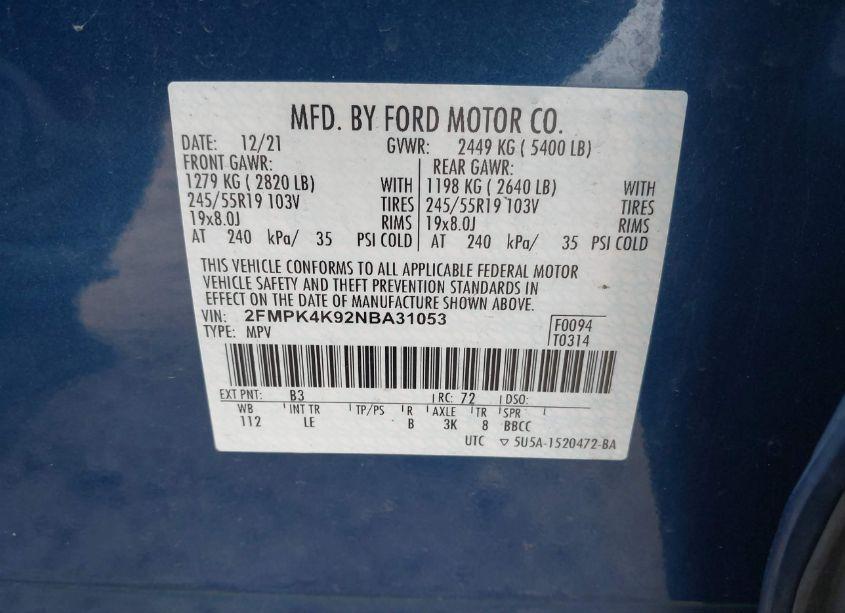 MFD. BY FORD MOTOR CO.
DATE: 12/21 GVWR: 2449 KG ( 5400 LB)
FRONT GAWR: REAR GAWR:
1279 KG ( 2820 LB) WITH 1198 KG ( 2640 LB) WITH
245/55R19 103V TIRES 245/55R19 103V TIRES
19x8.0J RIMS 19x8.0J RIMS
AT 240 kPa/ 35 PSI COLD AT 240 kPa/ 35 PSI COLD
THIS VEHICLE CONFORMS TO ALL APPLICABLE FEDERAL MOTOR
VEHICLE SAFETY AND THEFT PREVENTION STANDARDS IN
EFFECT ON THE DATE OF MANUFACTURE SHOWN ABOVE.
VIN: 2FMPK4K92NBA31053 F0094
TYPE: MPV T0314
EXT PNT: B3 RC: 72 DSO:
WB INT TR TP/PS R AXLE TR SPR
112 LE B 3K 8 BBCC
UTC ▽ 5U5A-1520472-BA